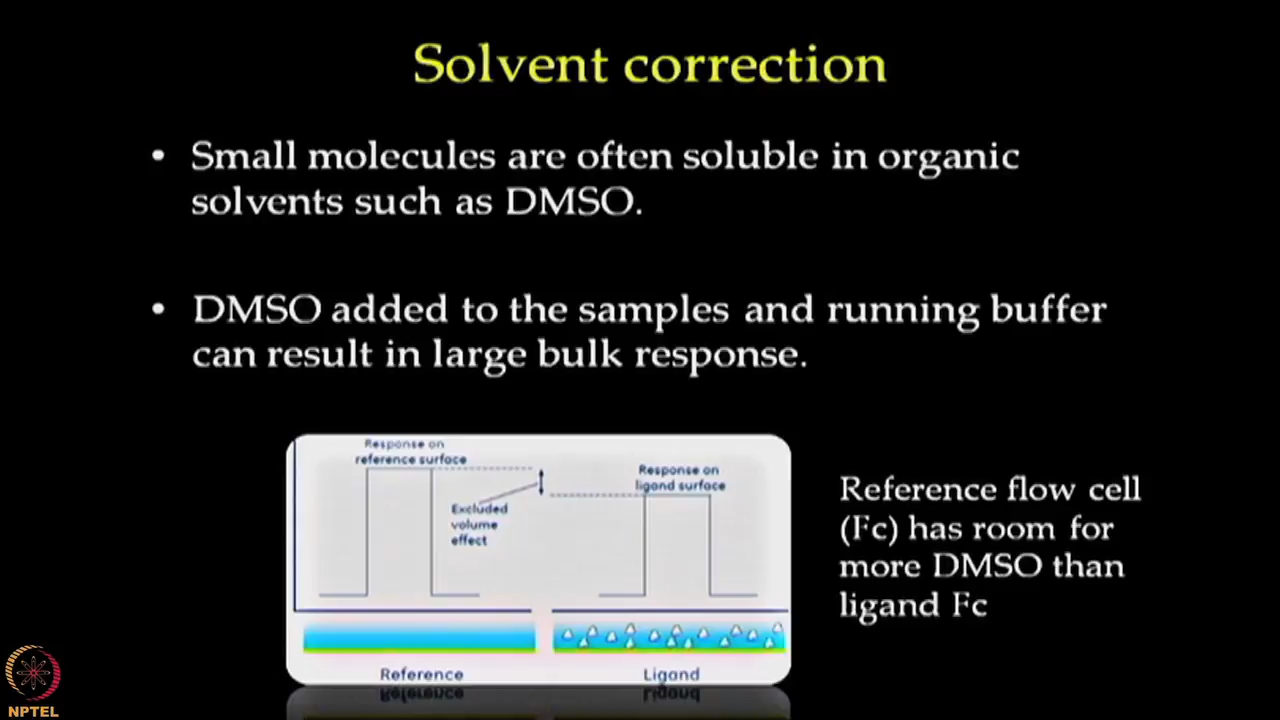 Solvent correction
• Small molecules are often soluble in organic
solvents such as DMSO.
• DMSO added to the samples and running buffer
can result in large bulk response.
Response on
reference surface
Excluded
volume
effect
Response on
ligand surface
Reference
Ligand
Reference flow cell
(Fc) has room for
more DMSO than
ligand Fc
NPTEL